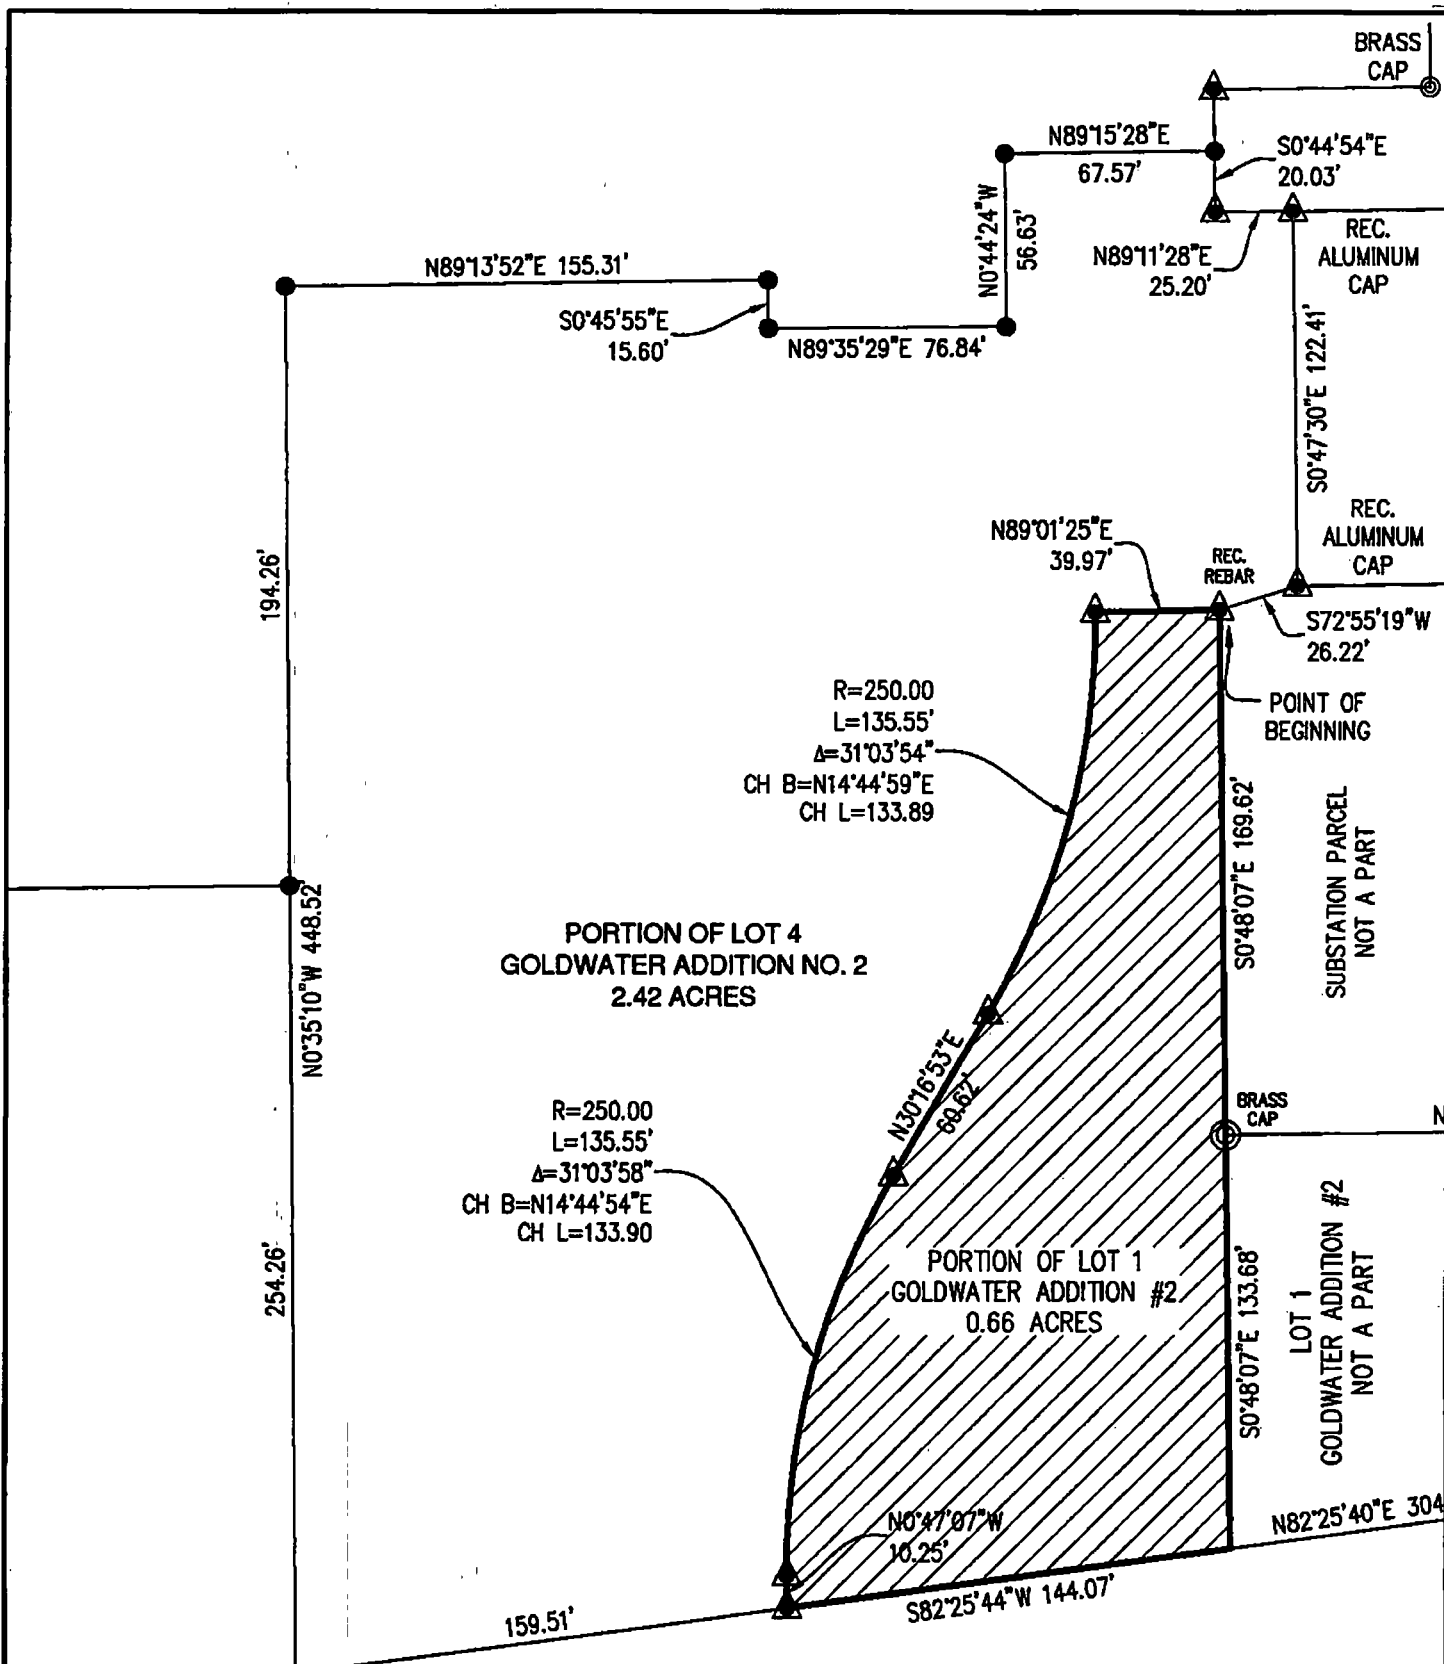 BRASS
CAP
N89°15'28"E
67.57'
S0°44'54"E
20.03'
N0°44'24"W
56.63'
REC.
ALUMINUM
CAP
N89°11'28"E
25.20'
N89°13'52"E 155.31'
S0°45'55"E
15.60'
N89°35'29"E 76.84'
S0°47'30"E 122.41'
REC.
ALUMINUM
CAP
N89°01'25"E
39.97'
REC.
REBAR
194.26'
S72°55'19"W
26.22'
R=250.00
L=135.55'
Δ=31°03'54"
CH B=N14°44'59"E
CH L=133.89
POINT OF
BEGINNING
S0°48'07"E 169.62'
SUBSTATION PARCEL
NOT A PART
N0°35'10"W 448.52'
PORTION OF LOT 4
GOLDWATER ADDITION NO. 2
2.42 ACRES
N30°16'53"E
60.62'
BRASS
CAP
N
R=250.00
L=135.55'
Δ=31°03'58"
CH B=N14°44'54"E
CH L=133.90
254.26'
PORTION OF LOT 1
GOLDWATER ADDITION #2
0.66 ACRES
S0°48'07"E 133.68'
LOT 1
GOLDWATER ADDITION #2
NOT A PART
N0°47'07"W
10.25'
N82°25'40"E 304
S82°25'44"W 144.07'
159.51'